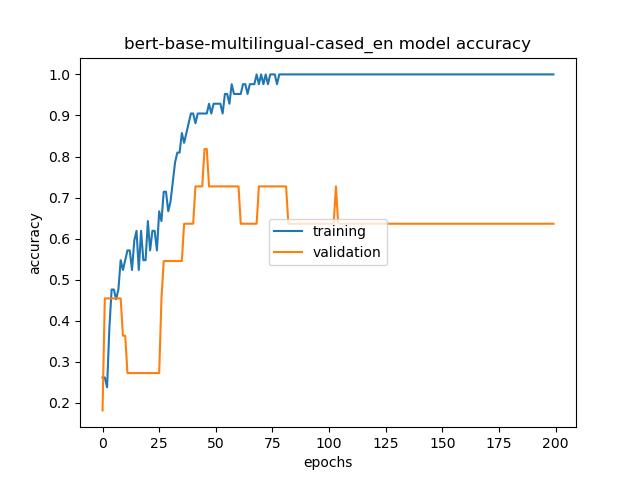 bert-base-multilingual-cased_en model accuracy
1.0
0.9
0.8
0.7
0.6
0.5
0.4
0.3
0.2
accuracy
training
validation
0 25 50 75 100 125 150 175 200
epochs